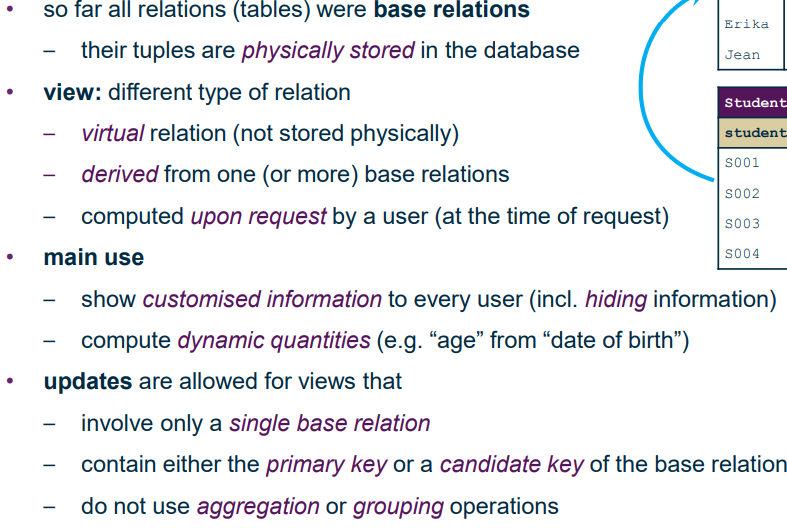 • so far all relations (tables) were base relations
– their tuples are physically stored in the database
• view: different type of relation
– virtual relation (not stored physically)
– derived from one (or more) base relations
– computed upon request by a user (at the time of request)
• main use
– show customised information to every user (incl. hiding information)
– compute dynamic quantities (e.g. “age” from “date of birth”)
• updates are allowed for views that
– involve only a single base relation
– contain either the primary key or a candidate key of the base relation
– do not use aggregation or grouping operations
Erika
Jean
Student
student
S001
S002
S003
S004